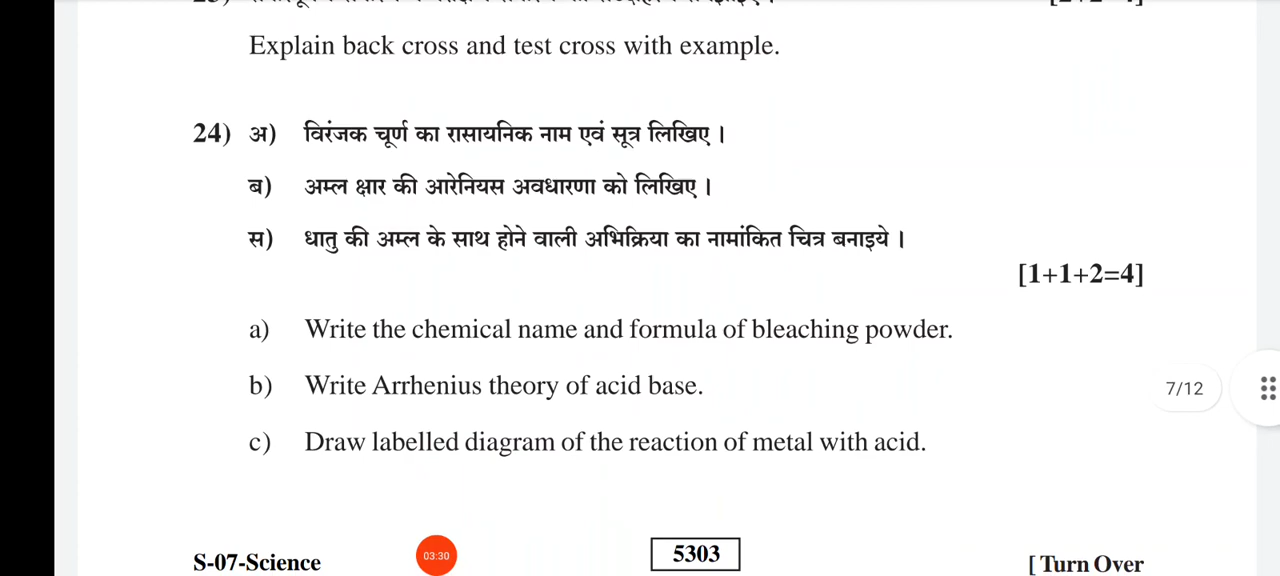 Explain back cross and test cross with example.
24) अ) विरंजक चूर्ण का रासायनिक नाम एवं सूत्र लिखिए।
ब) अम्ल क्षार की आरेनियस अवधारणा को लिखिए।
स) धातु की अम्ल के साथ होने वाली अभिक्रिया का नामांकित चित्र बनाइये।
[1+1+2=4]
a) Write the chemical name and formula of bleaching powder.
b) Write Arrhenius theory of acid base.
7/12
c) Draw labelled diagram of the reaction of metal with acid.
S-07-Science 03:30 5303 [ Turn Over